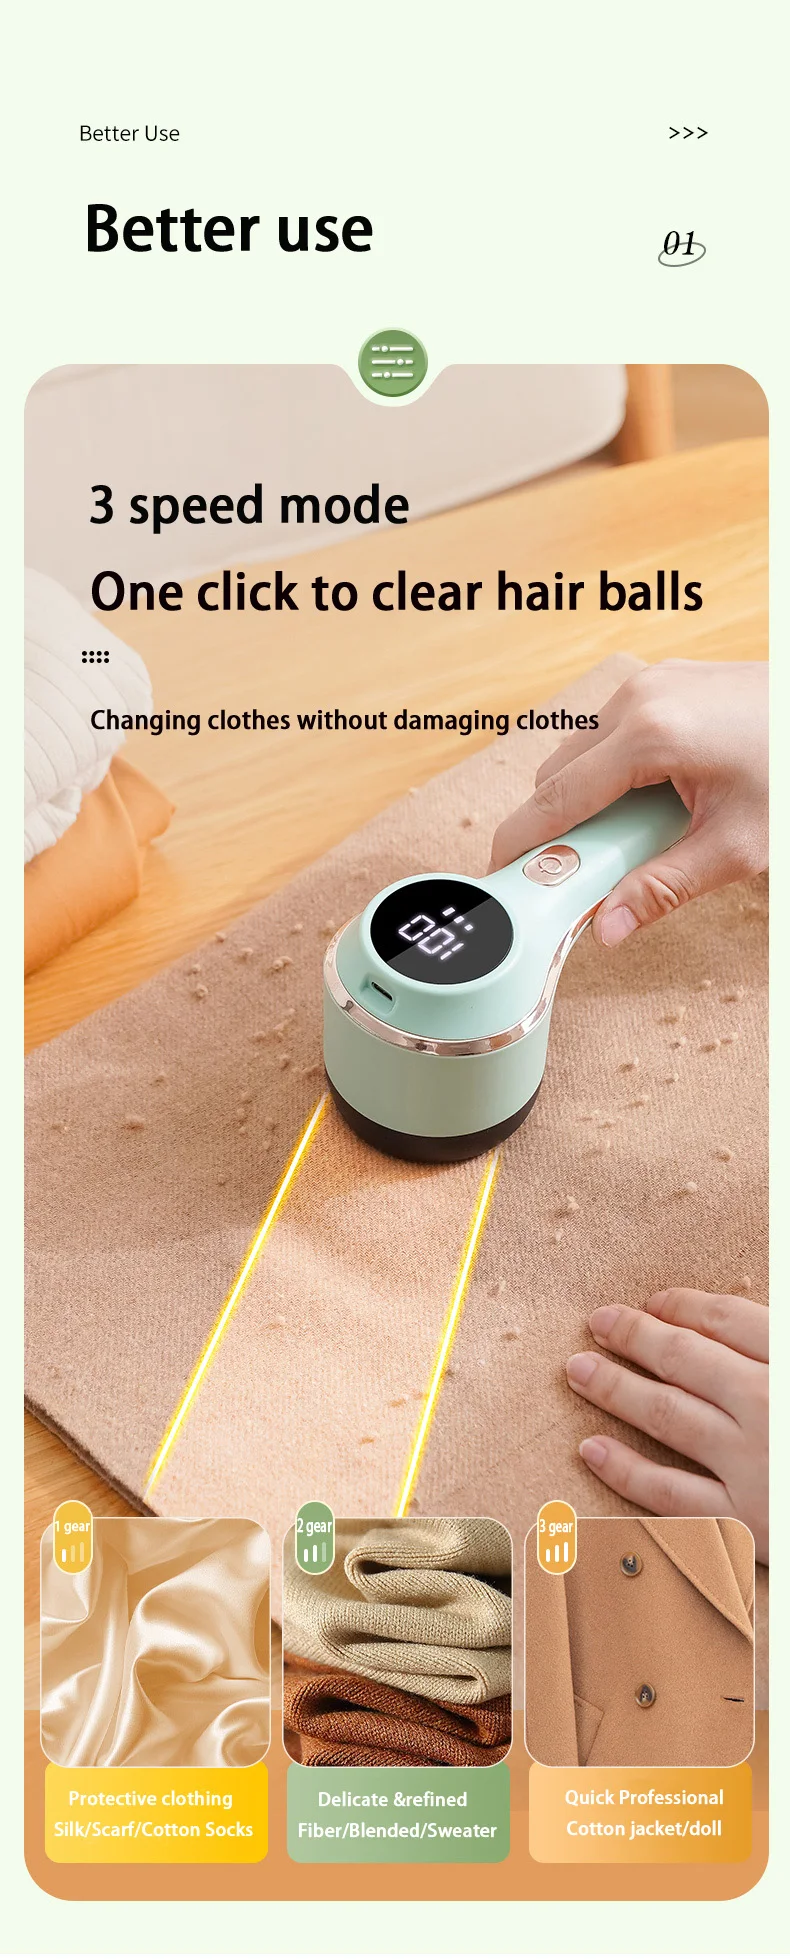 Better Use
>>>
Better use
01
3 speed mode
One click to clear hair balls
Changing clothes without damaging clothes
100
1 gear
2 gear
3 gear
Protective clothing
Silk/Scarf/Cotton Socks
Delicate &refined
Fiber/Blended/Sweater
Quick Professional
Cotton jacket/doll